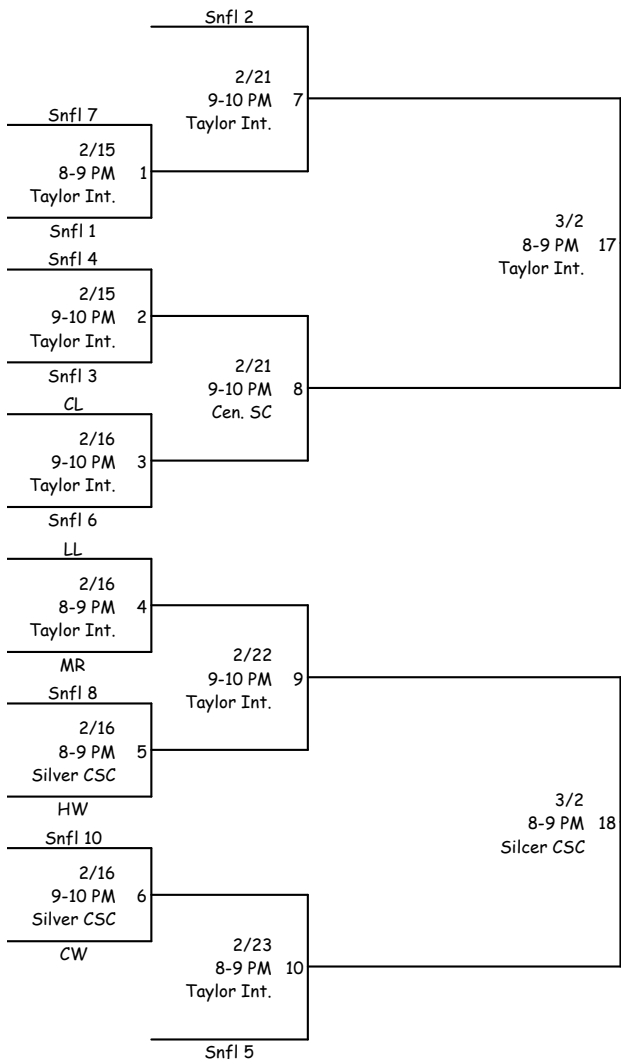 Snfl 2
2/21
9-10 PM 7
Taylor Int.
Snfl 7
2/15
8-9 PM 1
Taylor Int.
Snfl 1
3/2
8-9 PM 17
Taylor Int.
Snfl 4
2/15
9-10 PM 2
Taylor Int.
Snfl 3
2/21
9-10 PM 8
Cen. SC
CL
2/16
9-10 PM 3
Taylor Int.
Snfl 6
LL
2/16
8-9 PM 4
Taylor Int.
MR
2/22
9-10 PM 9
Taylor Int.
Snfl 8
2/16
8-9 PM 5
Silver CSC
HW
3/2
8-9 PM 18
Silcer CSC
Snfl 10
2/16
9-10 PM 6
Silver CSC
CW
2/23
8-9 PM 10
Taylor Int.
Snfl 5